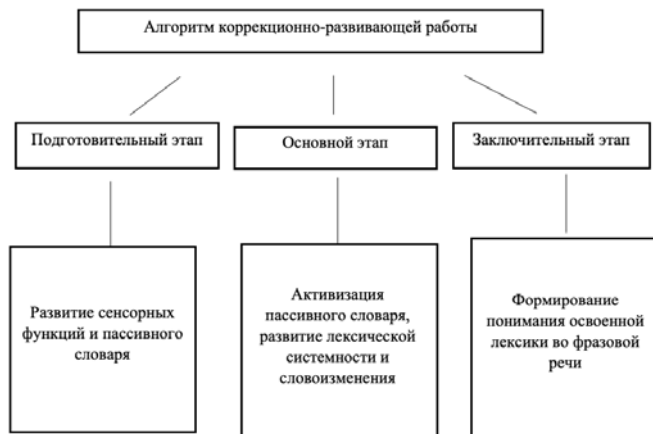 Алгоритм коррекционно-развивающей работы
Подготовительный этап
Основной этап
Заключительный этап
Развитие сенсорных
функций и пассивного
словаря
Активизация
пассивного словаря,
развитие лексической
системности и
словоизменения
Формирование
понимания освоенной
лексики во фразовой
речи